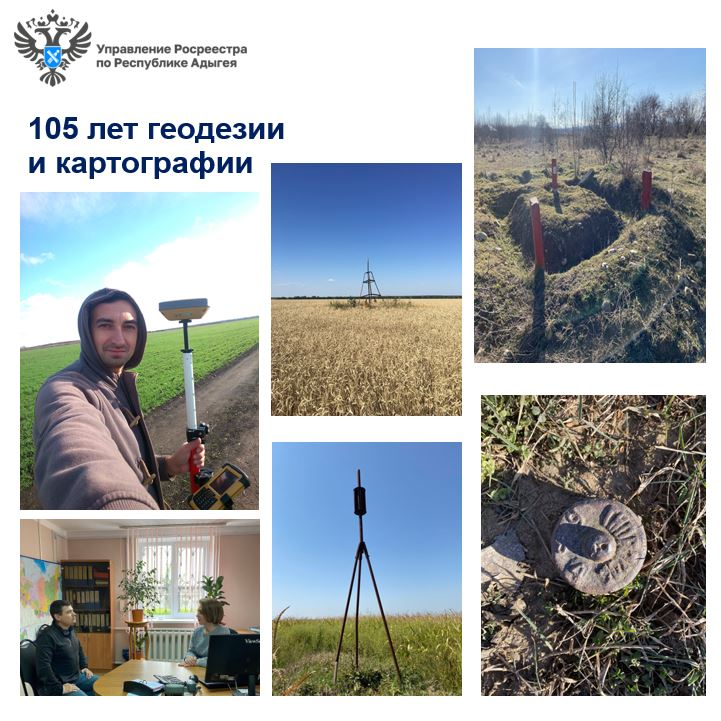 Управление Росреестра
по Республике Адыгея
105 лет геодезии
и картографии